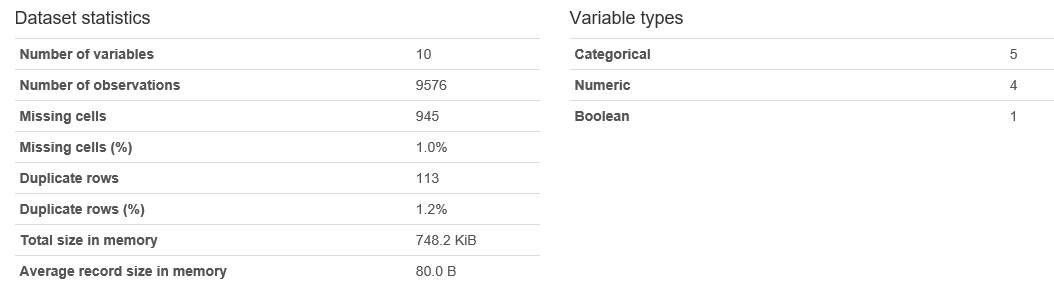 Dataset statistics
Number of variables 10
Number of observations 9576
Missing cells 945
Missing cells (%) 1.0%
Duplicate rows 113
Duplicate rows (%) 1.2%
Total size in memory 748.2 KiB
Average record size in memory 80.0 B
Variable types
Categorical 5
Numeric 4
Boolean 1